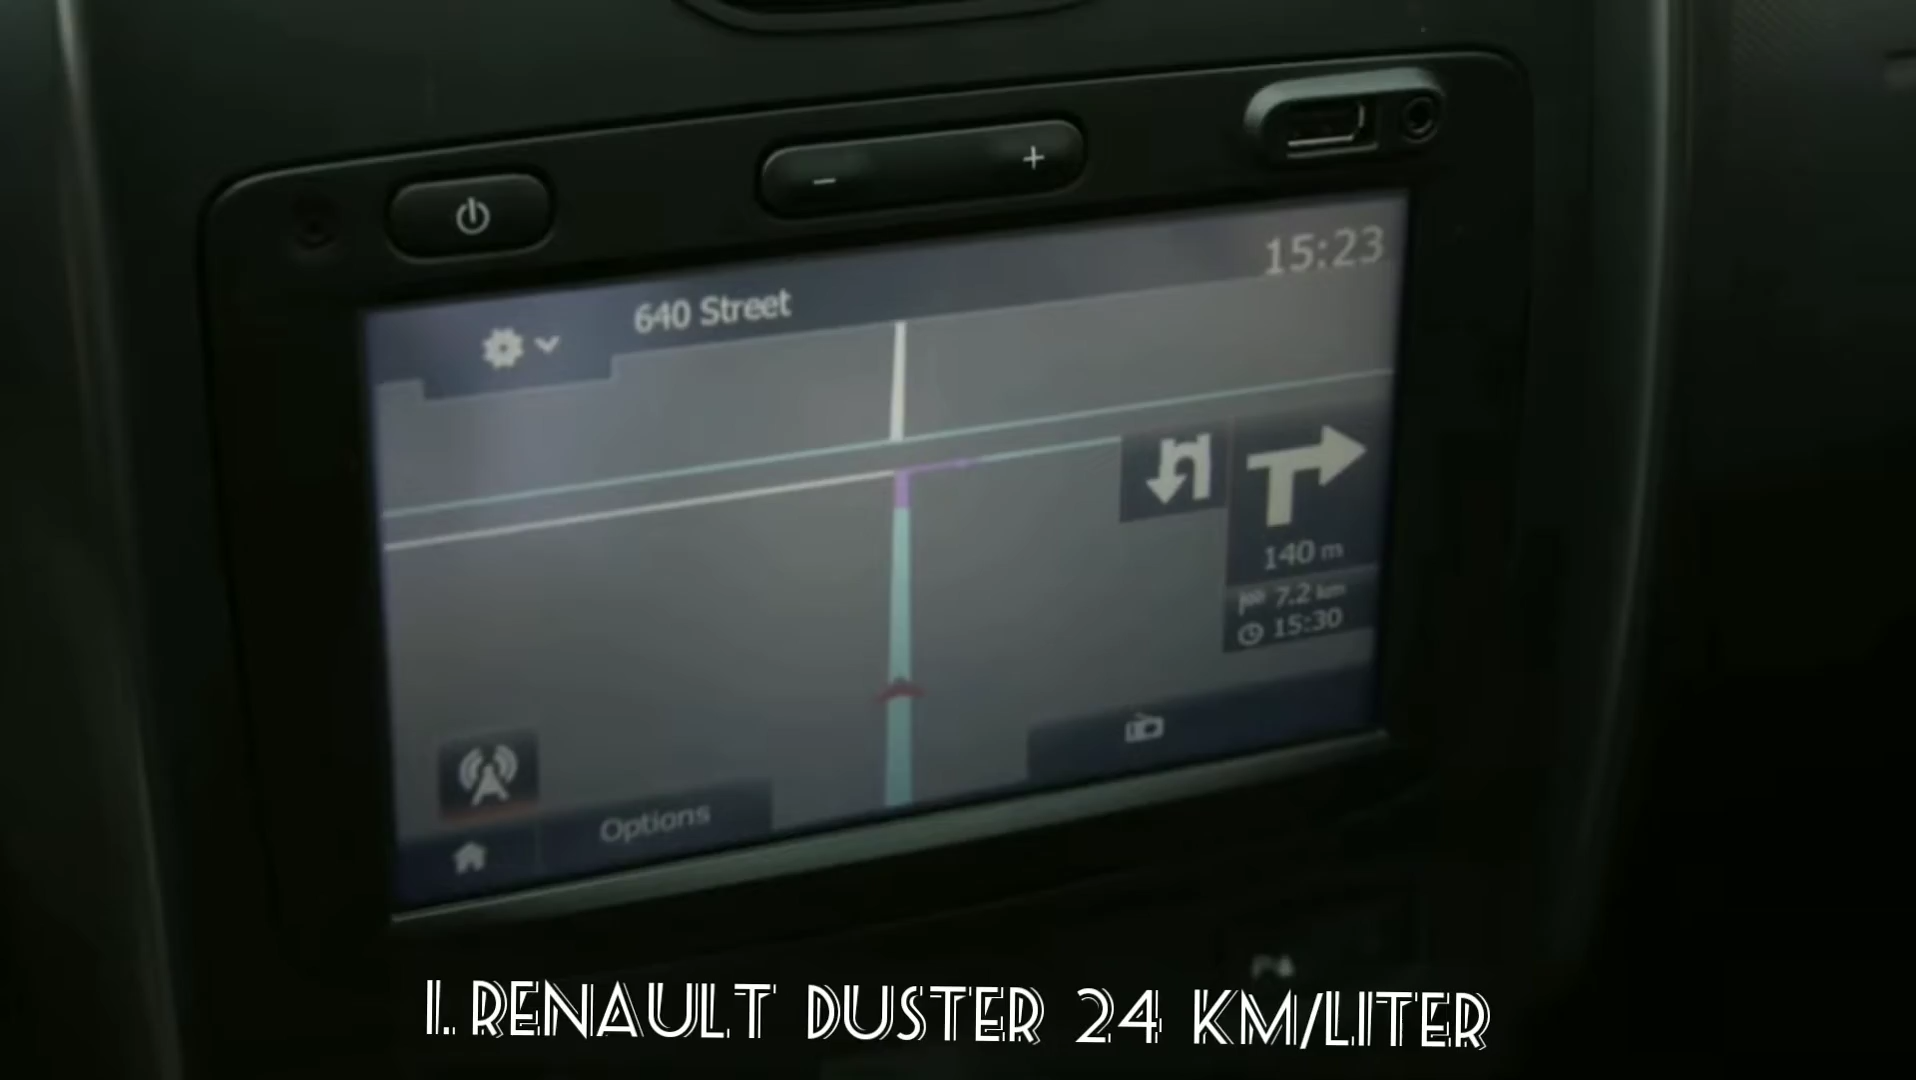 15:23
640 Street
140 m
7.2 km
15:30
Options
1. RENAULT DUSTER 24 KM/LITER